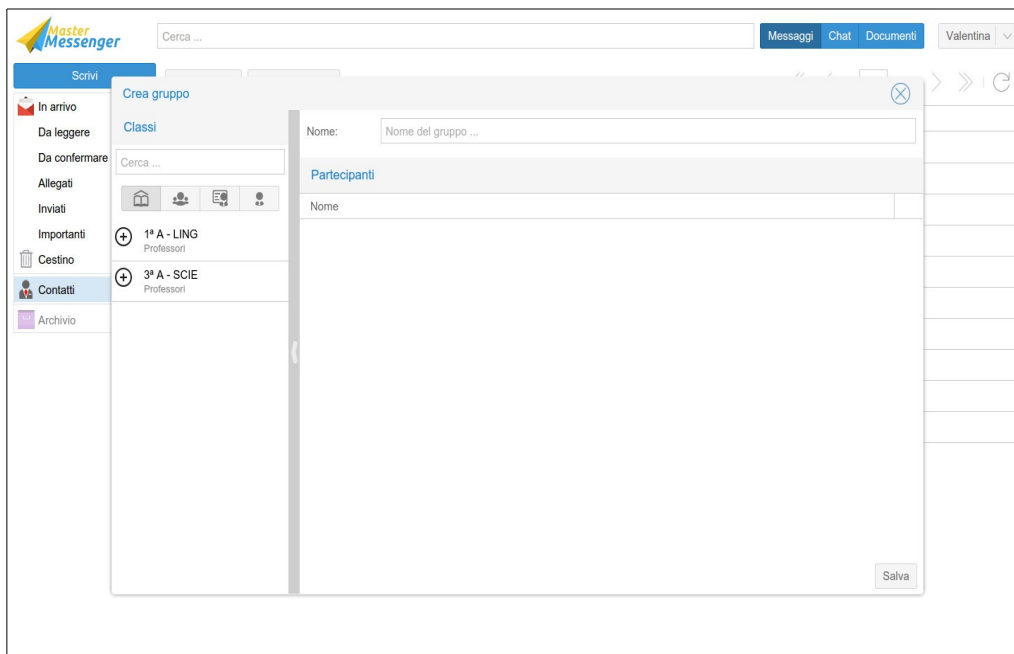 Master
Messenger
Cerca ...
Messaggi Chat Documenti
Valentina
Scrivi
In arrivo
Da leggere
Da confermare
Allegati
Inviati
Importanti
Cestino
Contatti
Archivio
Crea gruppo
Classi
Cerca ...
1ª A - LING
Professori
3ª A - SCIE
Professori
Nome: Nome del gruppo ...
Partecipanti
Nome
Salva